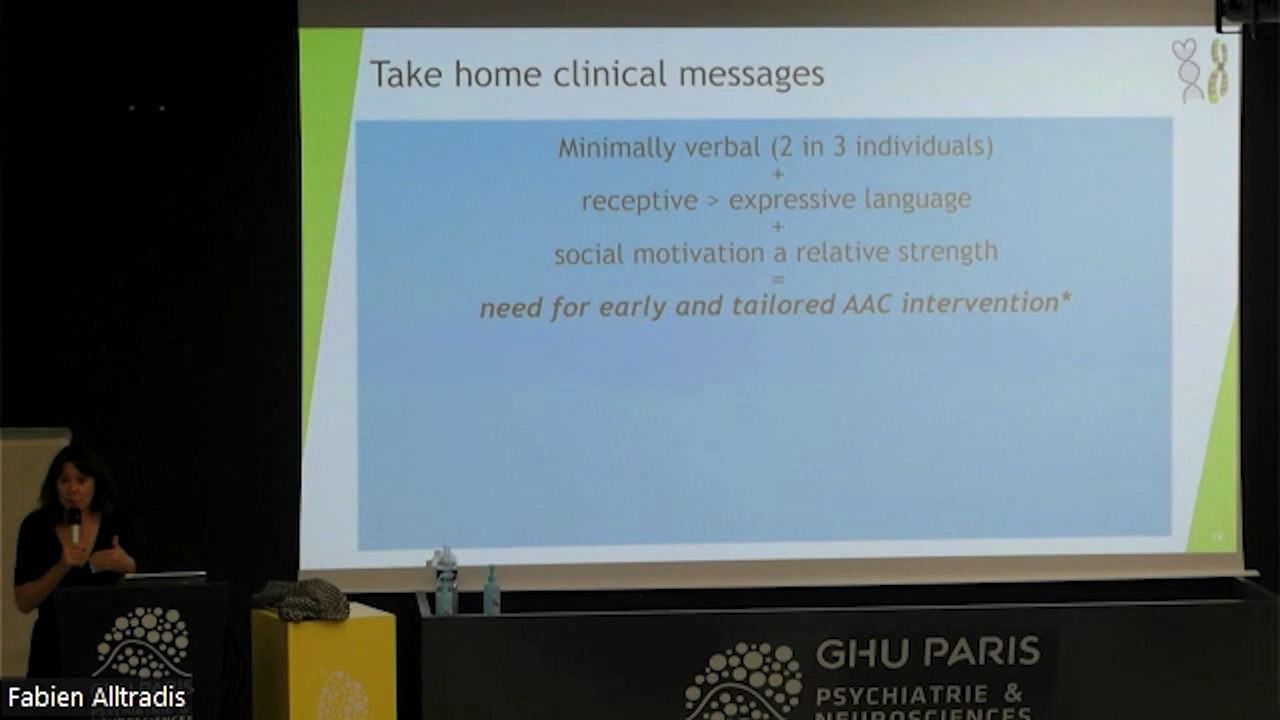 Take home clinical messages
Minimally verbal (2 in 3 individuals)
+
receptive > expressive language
+
social motivation a relative strength
=
need for early and tailored AAC intervention*
GHU PARIS
PSYCHIATRIE &
NEUROSCIENCES
Fabien Alltradis